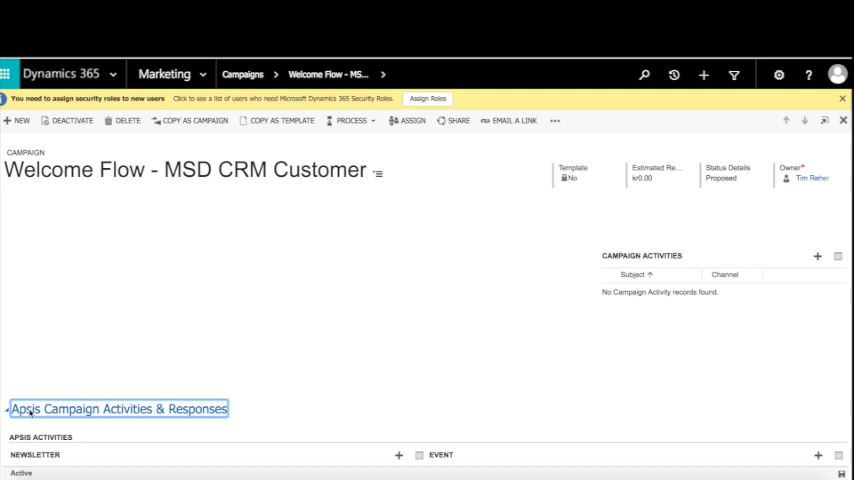 Dynamics 365 Marketing Campaigns Welcome Flow - MS...
You need to assign security roles to new users Click to see a list of users who need Microsoft Dynamics 365 Security Roles. Assign Roles
NEW DEACTIVATE DELETE COPY AS CAMPAIGN COPY AS TEMPLATE PROCESS ASSIGN SHARE EMAIL A LINK
CAMPAIGN
Welcome Flow - MSD CRM Customer
Template Estimated Re... Status Details Owner*
No kr0.00 Proposed Tim Reher
CAMPAIGN ACTIVITIES
Subject Channel
No Campaign Activity records found.
Apsis Campaign Activities & Responses
APSIS ACTIVITIES
NEWSLETTER EVENT
Active